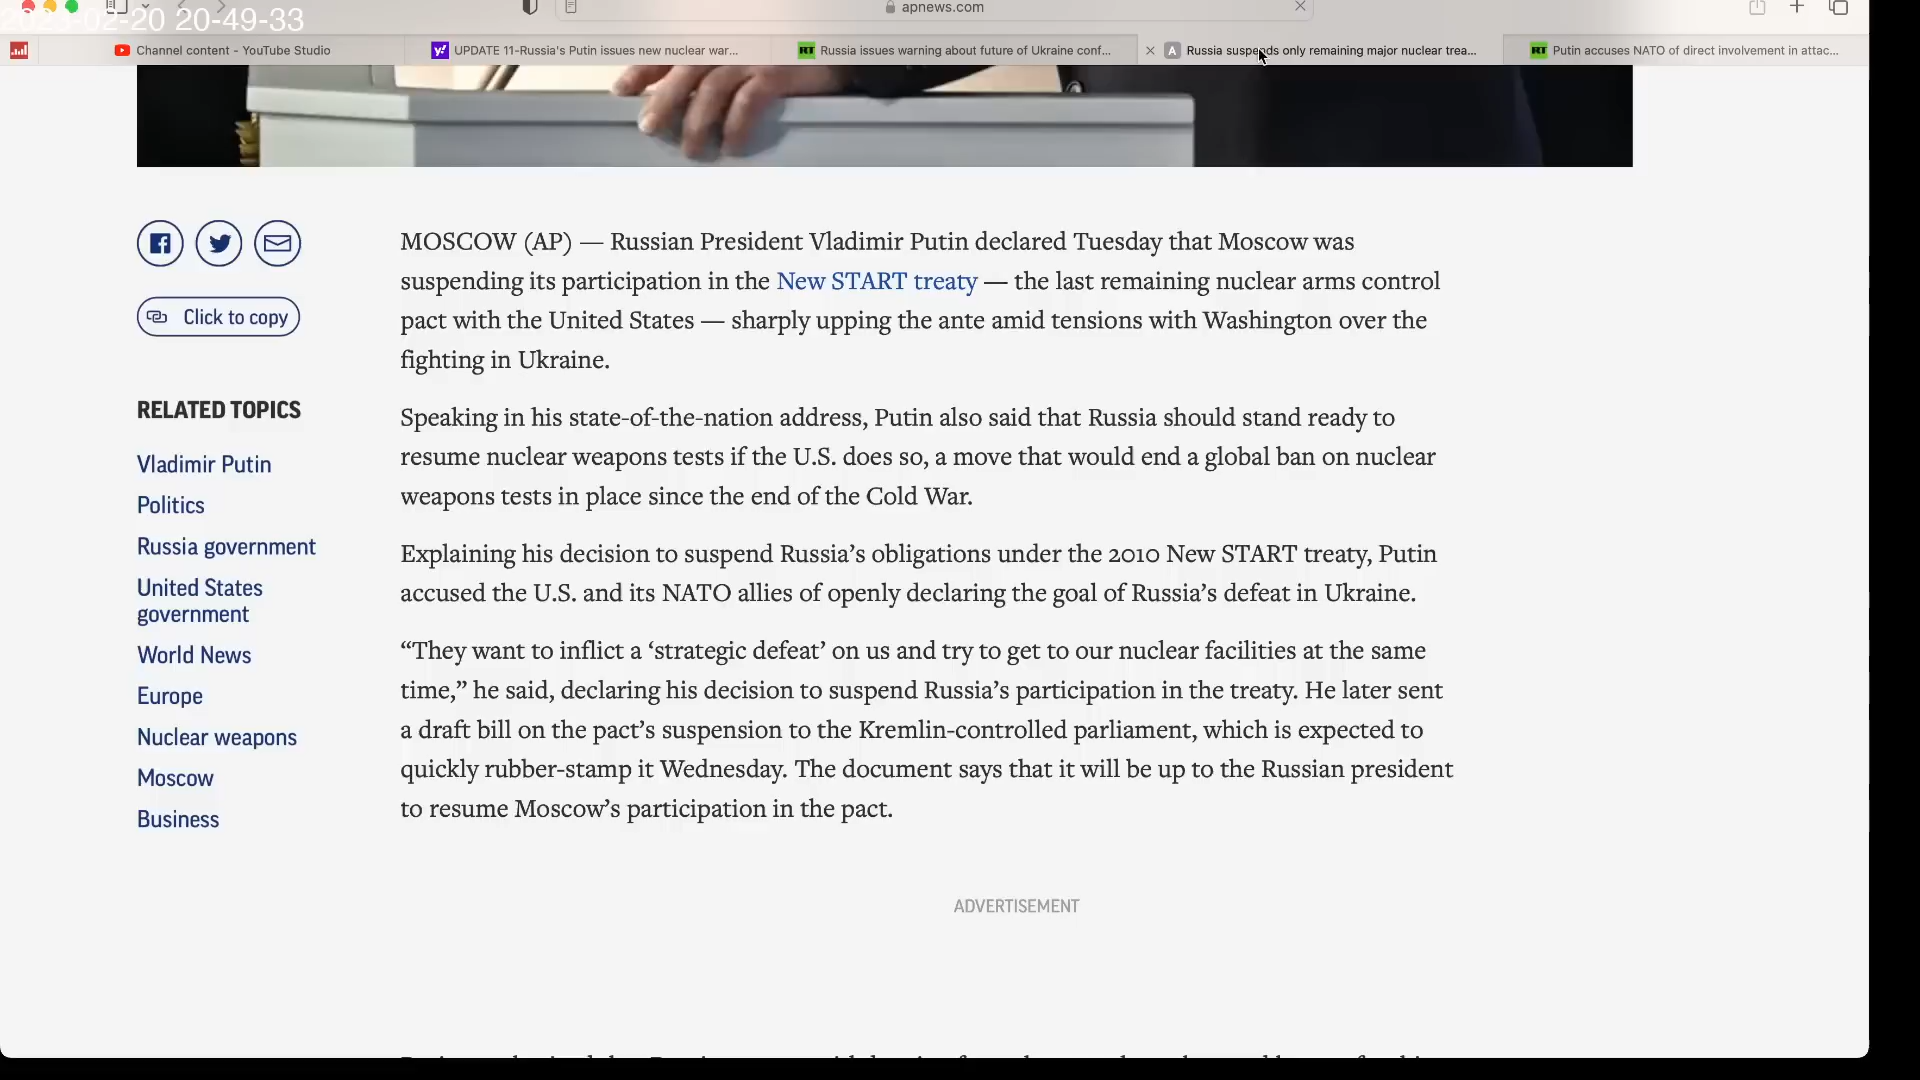 2023-02-20 20-49-33
apnews.com
Channel content - YouTube Studio
UPDATE 11-Russia's Putin issues new nuclear war...
RT Russia issues warning about future of Ukraine conf...
A Russia suspends only remaining major nuclear trea...
RT Putin accuses NATO of direct involvement in attac...
MOSCOW (AP) — Russian President Vladimir Putin declared Tuesday that Moscow was
suspending its participation in the New START treaty — the last remaining nuclear arms control
pact with the United States — sharply upping the ante amid tensions with Washington over the
fighting in Ukraine.
Click to copy
RELATED TOPICS
Vladimir Putin
Politics
Russia government
United States
government
World News
Europe
Nuclear weapons
Moscow
Business
Speaking in his state-of-the-nation address, Putin also said that Russia should stand ready to
resume nuclear weapons tests if the U.S. does so, a move that would end a global ban on nuclear
weapons tests in place since the end of the Cold War.
Explaining his decision to suspend Russia’s obligations under the 2010 New START treaty, Putin
accused the U.S. and its NATO allies of openly declaring the goal of Russia’s defeat in Ukraine.
“They want to inflict a ‘strategic defeat’ on us and try to get to our nuclear facilities at the same
time,” he said, declaring his decision to suspend Russia’s participation in the treaty. He later sent
a draft bill on the pact’s suspension to the Kremlin-controlled parliament, which is expected to
quickly rubber-stamp it Wednesday. The document says that it will be up to the Russian president
to resume Moscow’s participation in the pact.
ADVERTISEMENT